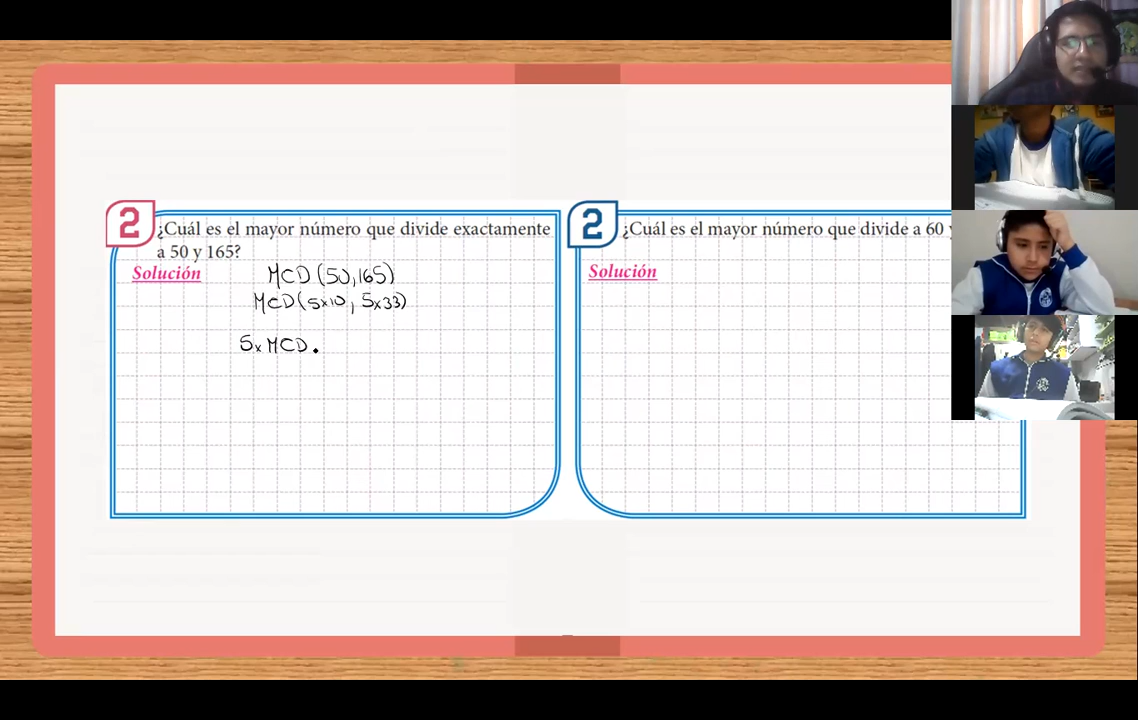 2
¿Cuál es el mayor número que divide exactamente
a 50 y 165?
Solución
MCD (50,165)
MCD(5x10, 5x33)
5x MCD
2
¿Cuál es el mayor número que divide a 60
Solución